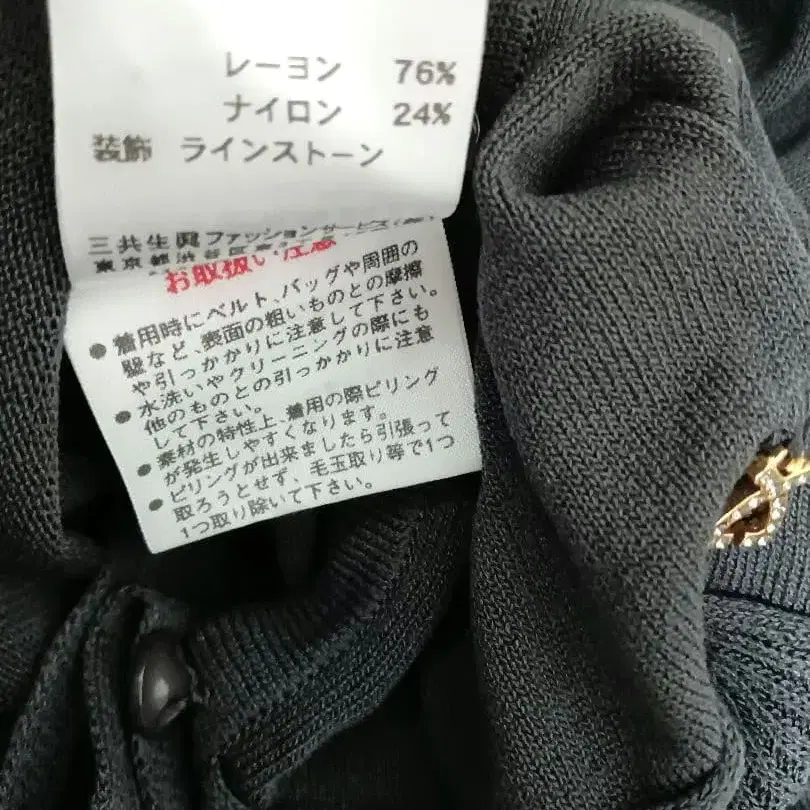 レーヨン 76%
ナイロン 24%
装飾 ラインストーン
三共生興ファッションサービス(株)
東京都渋谷区
お取扱い注意
● 着用時にベルト、バッグや周囲の
壁など、表面の粗いものとの摩擦
や引っかかりに注意して下さい。
● 水洗いやクリーニングの際にも
他のものとの引っかかりに注意
して下さい。
● 素材の特性上、着用の際ピリング
が発生しやすくなります。
● ピリングが出来ましたら引張って
取ろうとせず、毛玉取り等で1つ
1つ取り除いて下さい。